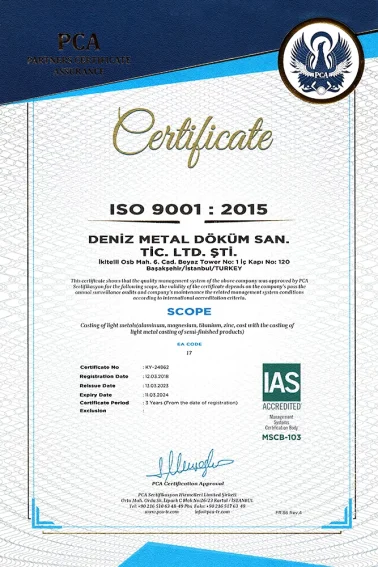 PCA
PARTNERS CERTIFICATE
ASSURANCE
PCA
Certificate
ISO 9001 : 2015
DENİZ METAL DÖKÜM SAN.
TİC. LTD. ŞTİ.
İkitelli Osb Mah. 6. Cad. Beyaz Tower No: 1 İç Kapı No: 120
Başakşehir/İstanbul/TURKEY
This certificate shows that the quality management system of the above company was approved by PCA
Sertifikasyon for the following scope, the validity of the certificate depends on the company's pass the
annual surveillance audits and company's maintenance the related management system conditions
according to international accreditation criteria.
SCOPE
Casting of light metals(aluminum, magnesium, titanium, zinc, cast with the casting of
light metal casting of semi-finished products)
EA CODE
17
Certificate No : KY-24062
Registration Date : 12.03.2018
Reissue Date : 13.03.2023
Expiry Date : 11.03.2024
Certificate Period : 3 Years (From the date of registration)
Exclusion :
IAS
ACCREDITED
Management
Systems
Certification Body
MSCB-103
PCA Certification Approval
PCA Sertifikasyon Hizmetleri Limited Şirketi
Orta Mah. Ordu Sk. Lapack C Blok No:24/23 Kartal / İSTANBUL
Tel: +90 216 510 63 48-49 Pbx. Faks: +90 216 517 63 49
www.pca-tr.com info@pca-tr.com
FR.88 Rev.4